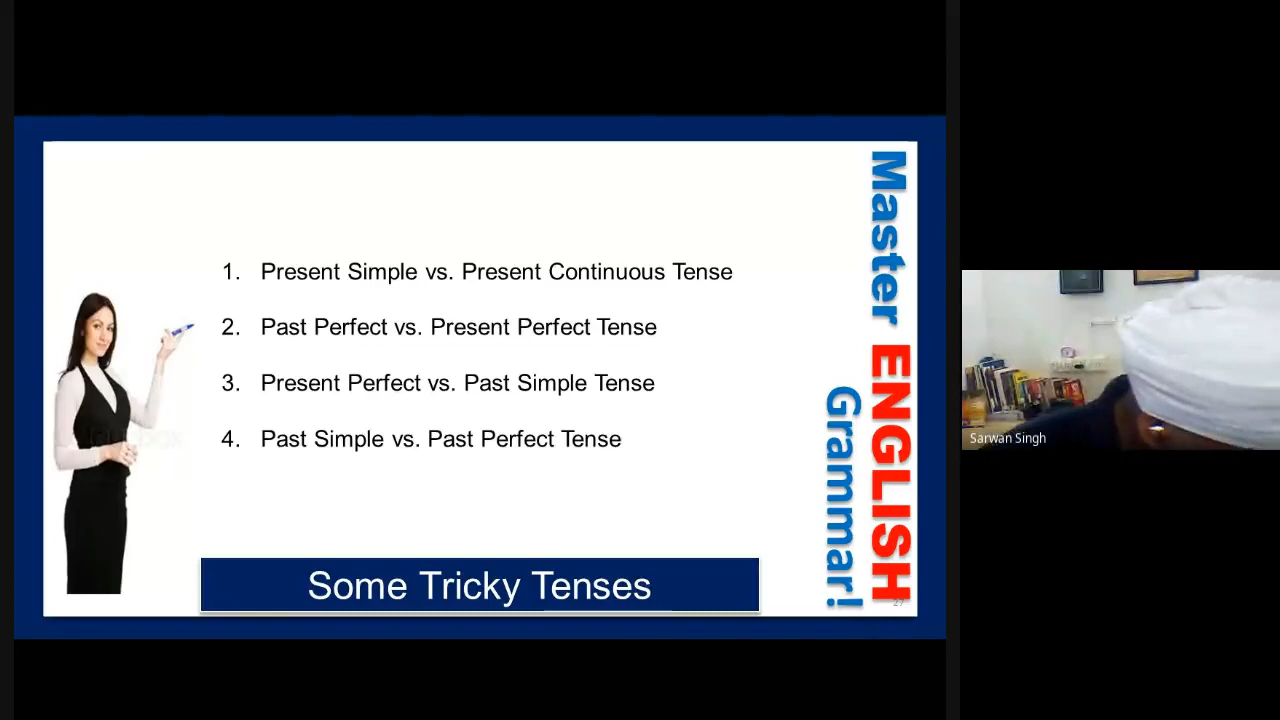 1. Present Simple vs. Present Continuous Tense
2. Past Perfect vs. Present Perfect Tense
3. Present Perfect vs. Past Simple Tense
4. Past Simple vs. Past Perfect Tense
Some Tricky Tenses
Master ENGLISH
Grammar!
27
Sarwan Singh